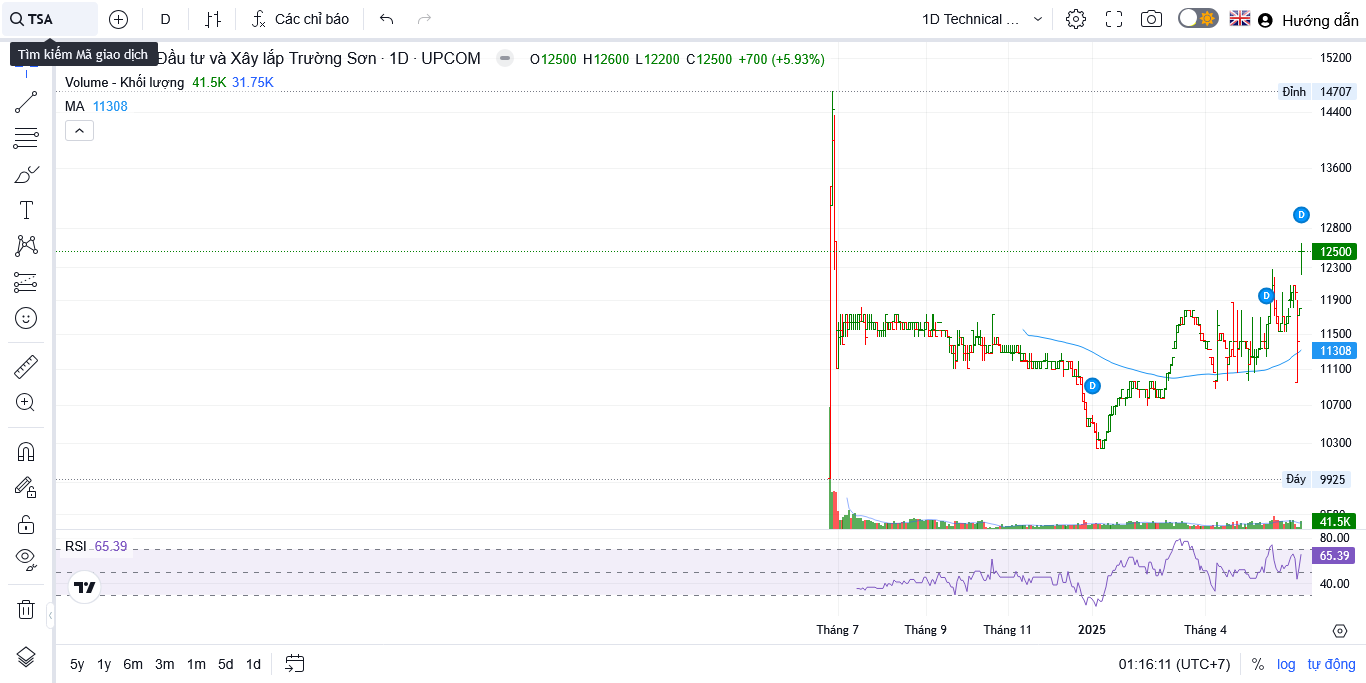 TSA
D
Các chỉ báo
1D Technical ...
Hướng dẫn
Tìm kiếm Mã giao dịch
Đầu tư và Xây lắp Trường Sơn · 1D · UPCOM
O12500 H12600 L12200 C12500 +700 (+5.93%)
Volume - Khối lượng 41.5K 31.75K
MA 11308
15200
Đỉnh 14707
14400
13600
12800
D
12500
12300
D
11900
11500
11308
11100
D
10700
10300
Đáy 9925
41.5K
80.00
RSI 65.39
65.39
40.00
Tháng 7
Tháng 9
Tháng 11
2025
Tháng 4
5y 1y 6m 3m 1m 5d 1d
01:16:11 (UTC+7)
% log tự động